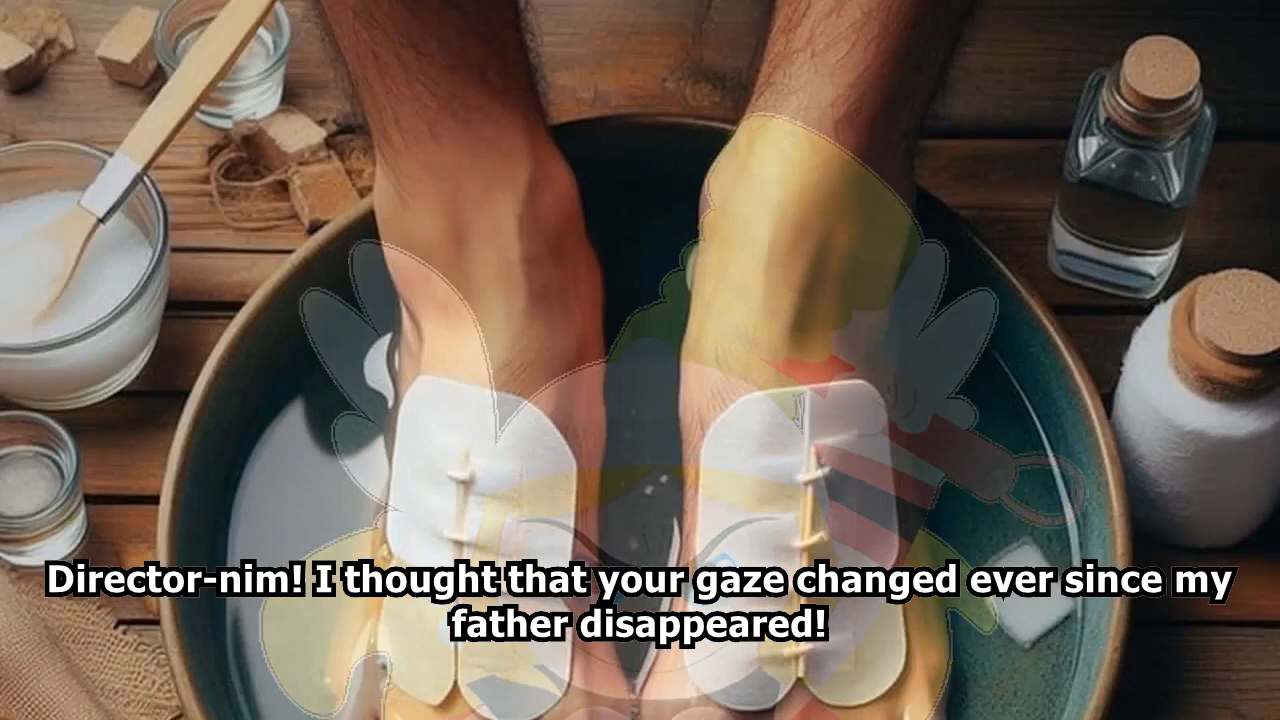 Director-nim! I thought that your gaze changed ever since my
father disappeared!